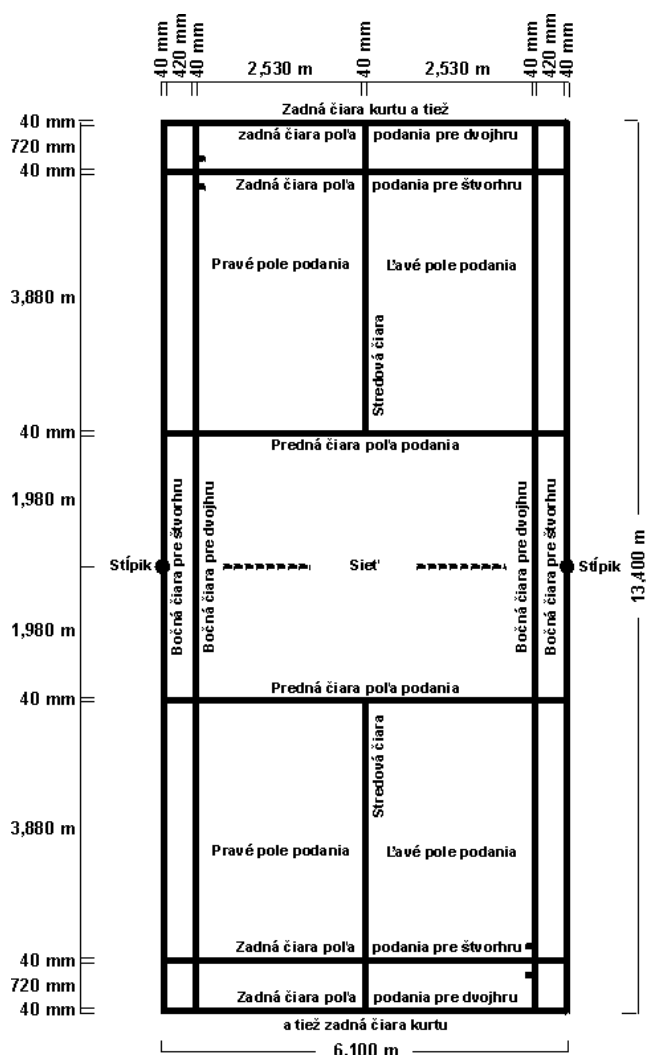 40 mm
420 mm
40 mm
2,530 m
40 mm
2,530 m
40 mm
420 mm
40 mm
Zadná čiara kurtu a tiež
40 mm
zadná čiara poľa podania pre dvojhru
720 mm
40 mm
Zadná čiara poľa podania pre štvorhru
Pravé pole podania
Ľavé pole podania
3,880 m
Stredová čiara
40 mm
Predná čiara poľa podania
1,980 m
Bočná čiara pre štvorhru
Bočná čiara pre dvojhru
Bočná čiara pre dvojhru
Bočná čiara pre štvorhru
Stĺpik
Sieť
Stĺpik
13,400 m
1,980 m
Predná čiara poľa podania
40 mm
Stredová čiara
3,880 m
Pravé pole podania
Ľavé pole podania
Zadná čiara poľa podania pre štvorhru
40 mm
720 mm
Zadná čiara poľa podania pre dvojhru
40 mm
a tiež zadná čiara kurtu
6,100 m